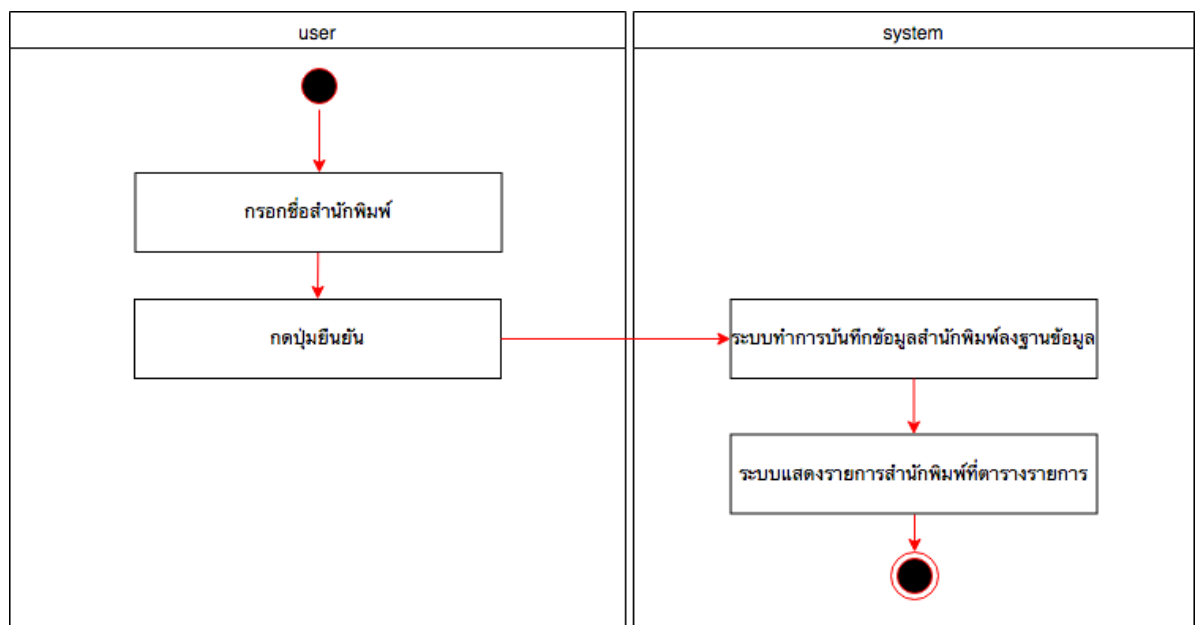 user
system
กรอกชื่อสำนักพิมพ์
กดปุ่มยืนยัน
ระบบทำการบันทึกข้อมูลสำนักพิมพ์ลงฐานข้อมูล
ระบบแสดงรายการสำนักพิมพ์ที่ตารางรายการ